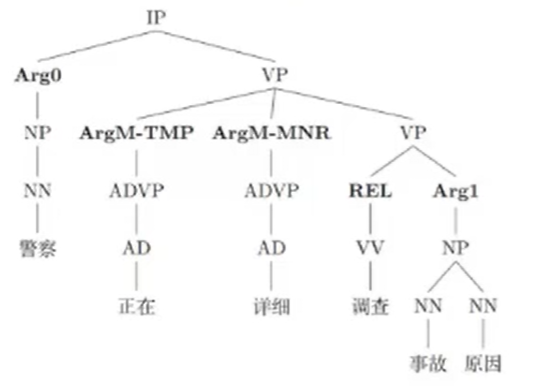 IP
Arg0 VP
NP ArgM-TMP ArgM-MNR VP
NN ADVP ADVP REL Arg1
警察 AD AD VV NP
正在 详细 调查 NN NN
事故 原因